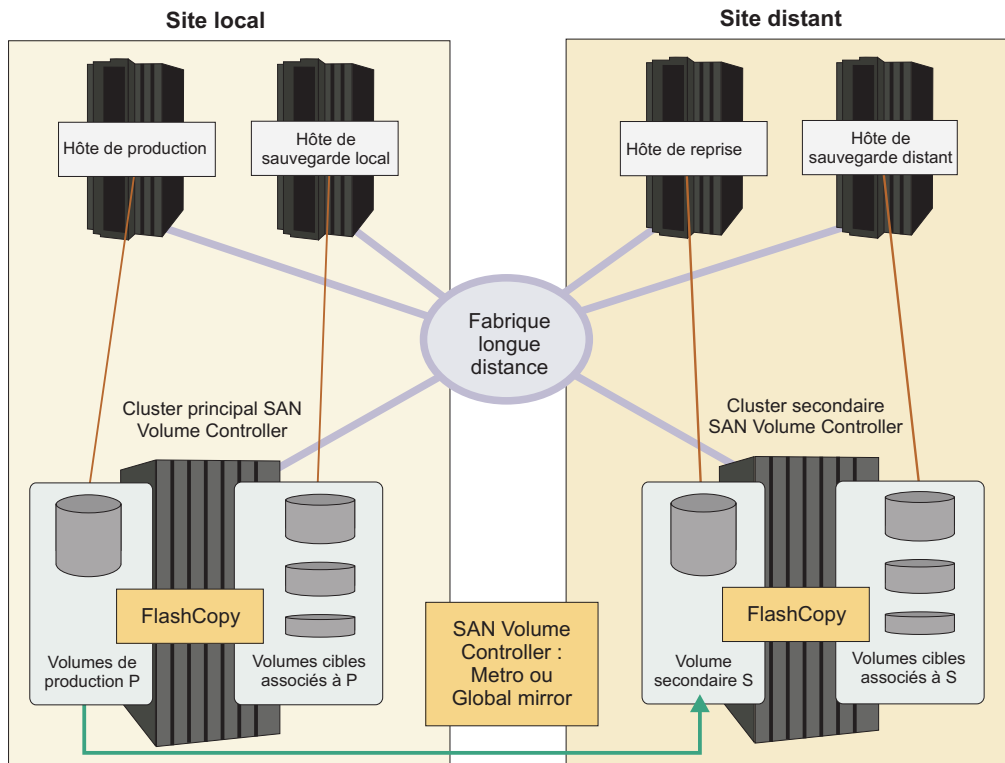 Site local
Site distant
Hôte de production
Hôte de
sauvegarde local
Hôte de reprise
Hôte de
sauvegarde distant
Fabrique
longue
distance
Cluster principal SAN
Volume Controller
Cluster secondaire
SAN Volume Controller
FlashCopy
Volumes de
production P
Volumes cibles
associés à P
SAN Volume
Controller :
Metro ou
Global mirror
FlashCopy
Volume
secondaire S
Volumes cibles
associés à S